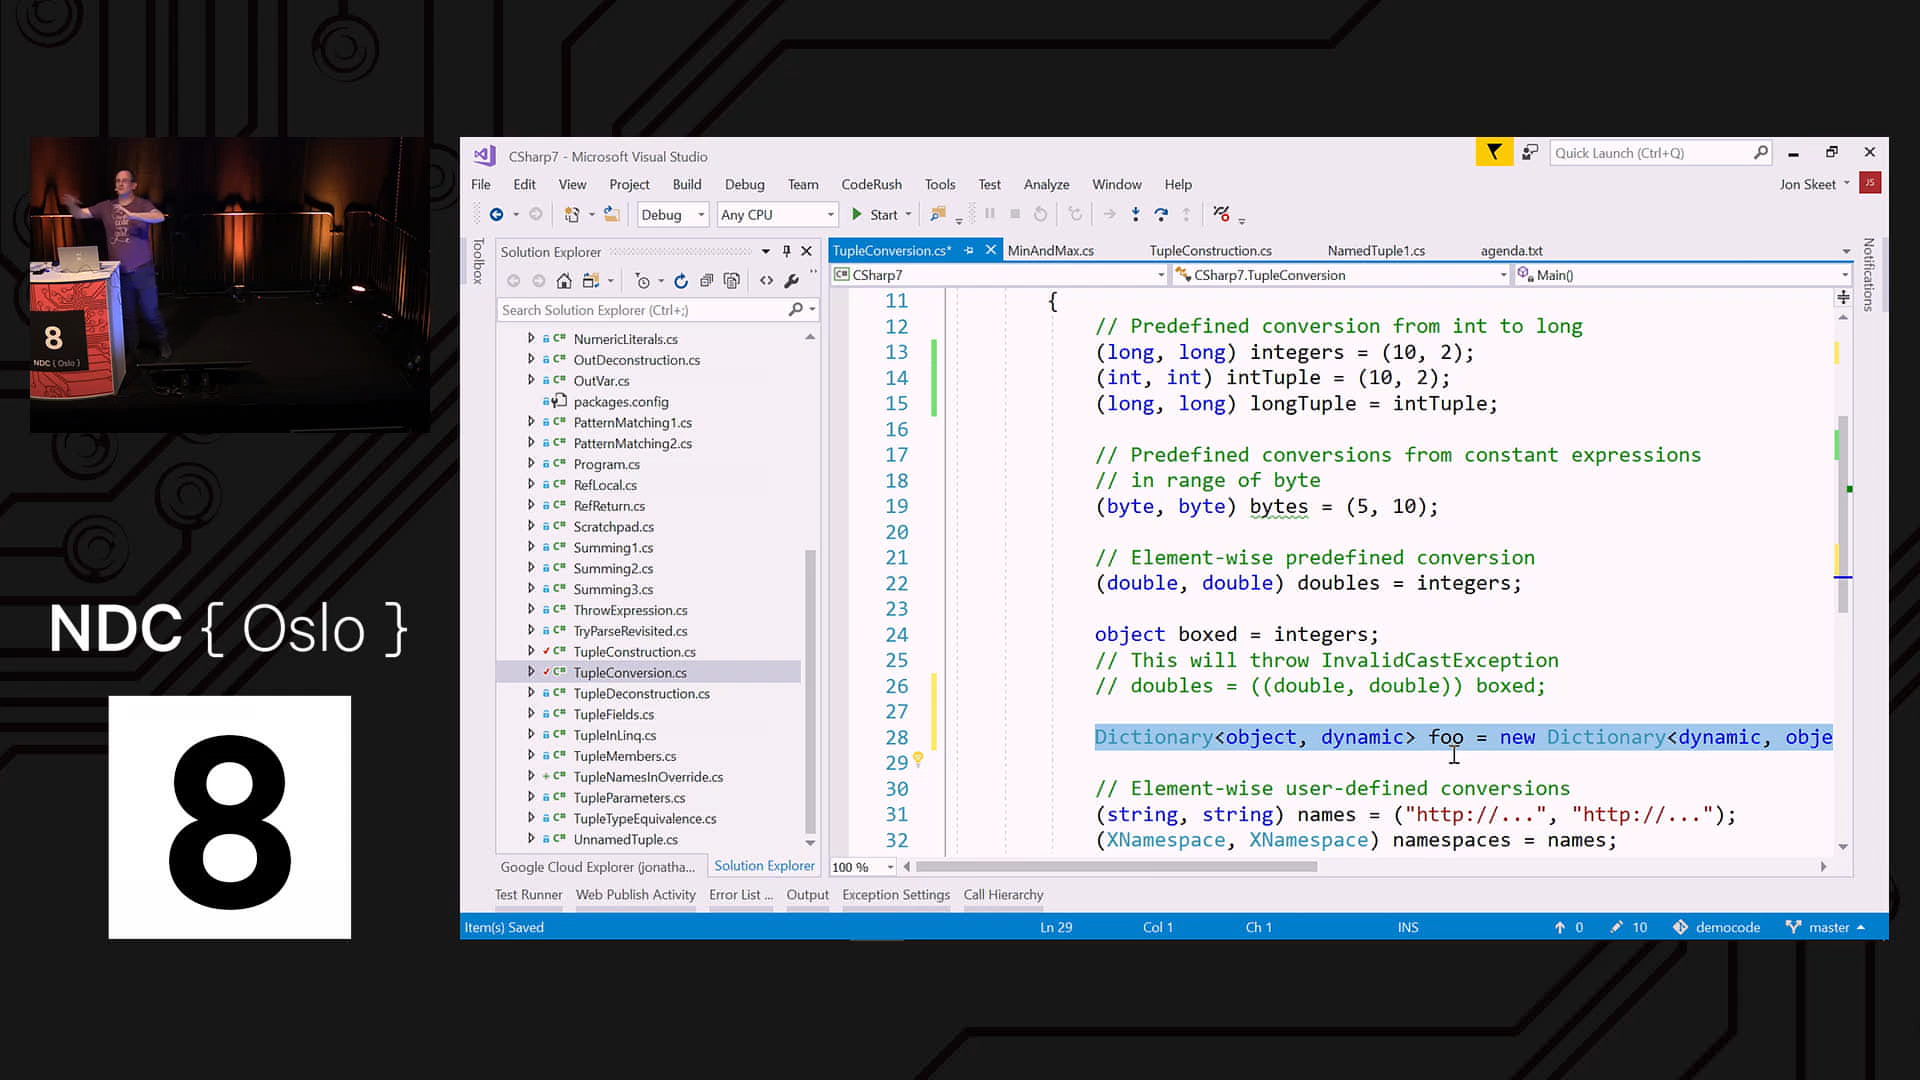 CSharp7 - Microsoft Visual Studio
Quick Launch (Ctrl+Q)
File Edit View Project Build Debug Team CodeRush Tools Test Analyze Window Help
Jon Skeet JS
Debug Any CPU Start
Toolbox
Solution Explorer
Search Solution Explorer (Ctrl+;)
NumericLiterals.cs
OutDeconstruction.cs
OutVar.cs
packages.config
PatternMatching1.cs
PatternMatching2.cs
Program.cs
RefLocal.cs
RefReturn.cs
Scratchpad.cs
Summing1.cs
Summing2.cs
Summing3.cs
ThrowExpression.cs
TryParseRevisited.cs
TupleConstruction.cs
TupleConversion.cs
TupleDeconstruction.cs
TupleFields.cs
TupleInLinq.cs
TupleMembers.cs
TupleNamesInOverride.cs
TupleParameters.cs
TupleTypeEquivalence.cs
UnnamedTuple.cs
Google Cloud Explorer (jonatha... Solution Explorer
TupleConversion.cs* MinAndMax.cs TupleConstruction.cs NamedTuple1.cs agenda.txt
CSharp7 CSharp7.TupleConversion Main()
Notifications
11 {
12 // Predefined conversion from int to long
13 (long, long) integers = (10, 2);
14 (int, int) intTuple = (10, 2);
15 (long, long) longTuple = intTuple;
16
17 // Predefined conversions from constant expressions
18 // in range of byte
19 (byte, byte) bytes = (5, 10);
20
21 // Element-wise predefined conversion
22 (double, double) doubles = integers;
23
24 object boxed = integers;
25 // This will throw InvalidCastException
26 // doubles = ((double, double)) boxed;
27
28 Dictionary<object, dynamic> foo = new Dictionary<dynamic, obje
29
30 // Element-wise user-defined conversions
31 (string, string) names = ("http://...", "http://...");
32 (XNamespace, XNamespace) namespaces = names;
100 %
Test Runner Web Publish Activity Error List ... Output Exception Settings Call Hierarchy
Item(s) Saved Ln 29 Col 1 Ch 1 INS 0 10 democode master
8
NDC { Oslo }
NDC { Oslo }
8